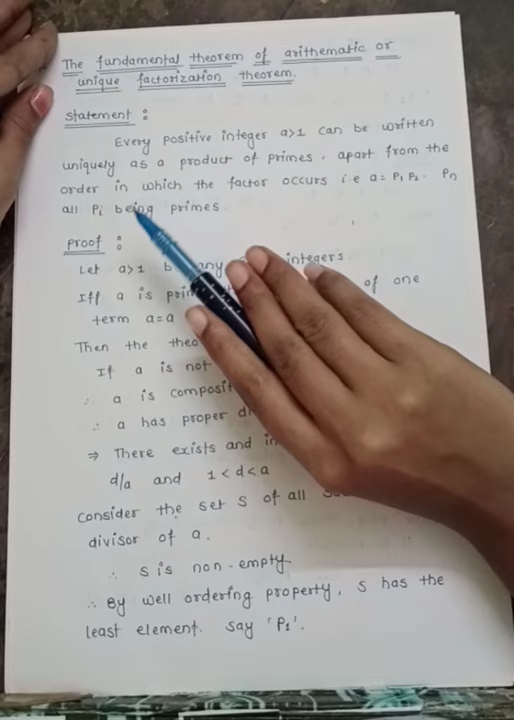 The fundamental theorem of arithematic or
unique factorization theorem.
Statement :
Every positive integer a>1 can be written
uniquely as a product of primes, apart from the
order in which the factor occurs i.e a = P₁ P₂ . Pₙ
all Pᵢ being primes.
Proof :
Let a>1 b any integers
Iff a is of one
term a=a
Then the
If a is not
∴ a is
∴ a has proper
⇒ There exists and
d/a and 1<d<a
Consider the set S of all
divisor of a.
∴ S is non-empty
∴ By well ordering property, S has the
least element. say 'P₁'.